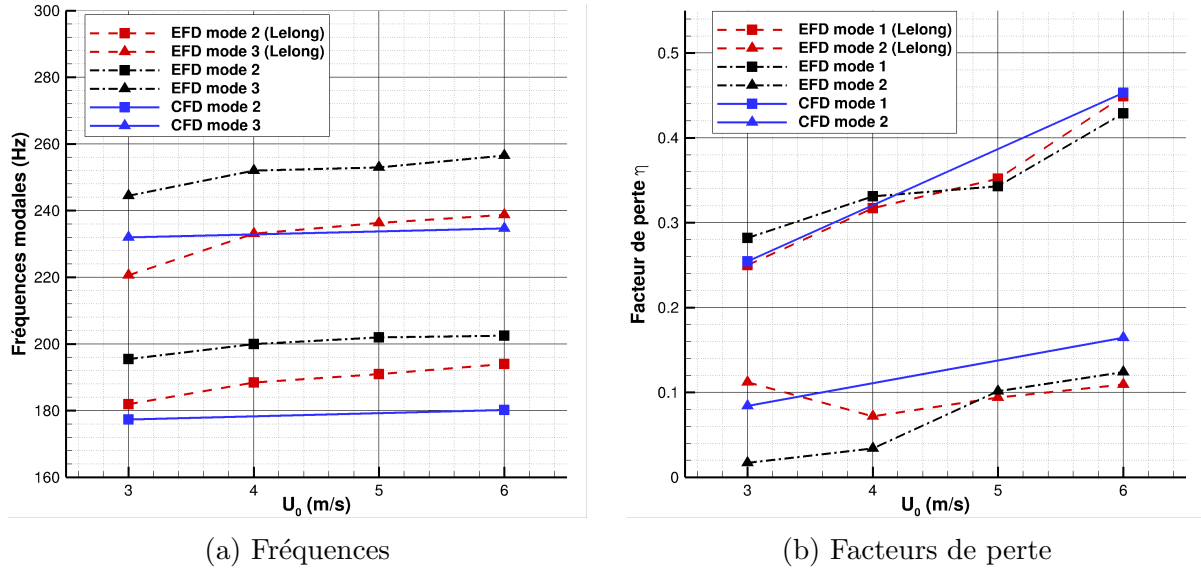 300
280
260
240
220
200
180
160
Fréquences modales (Hz)
EFD mode 2 (Lelong)
EFD mode 3 (Lelong)
EFD mode 2
EFD mode 3
CFD mode 2
CFD mode 3
3 4 5 6
U0 (m/s)
(a) Fréquences
0.5
0.4
0.3
0.2
0.1
0
Facteur de perte η
EFD mode 1 (Lelong)
EFD mode 2 (Lelong)
EFD mode 1
EFD mode 2
CFD mode 1
CFD mode 2
3 4 5 6
U0 (m/s)
(b) Facteurs de perte